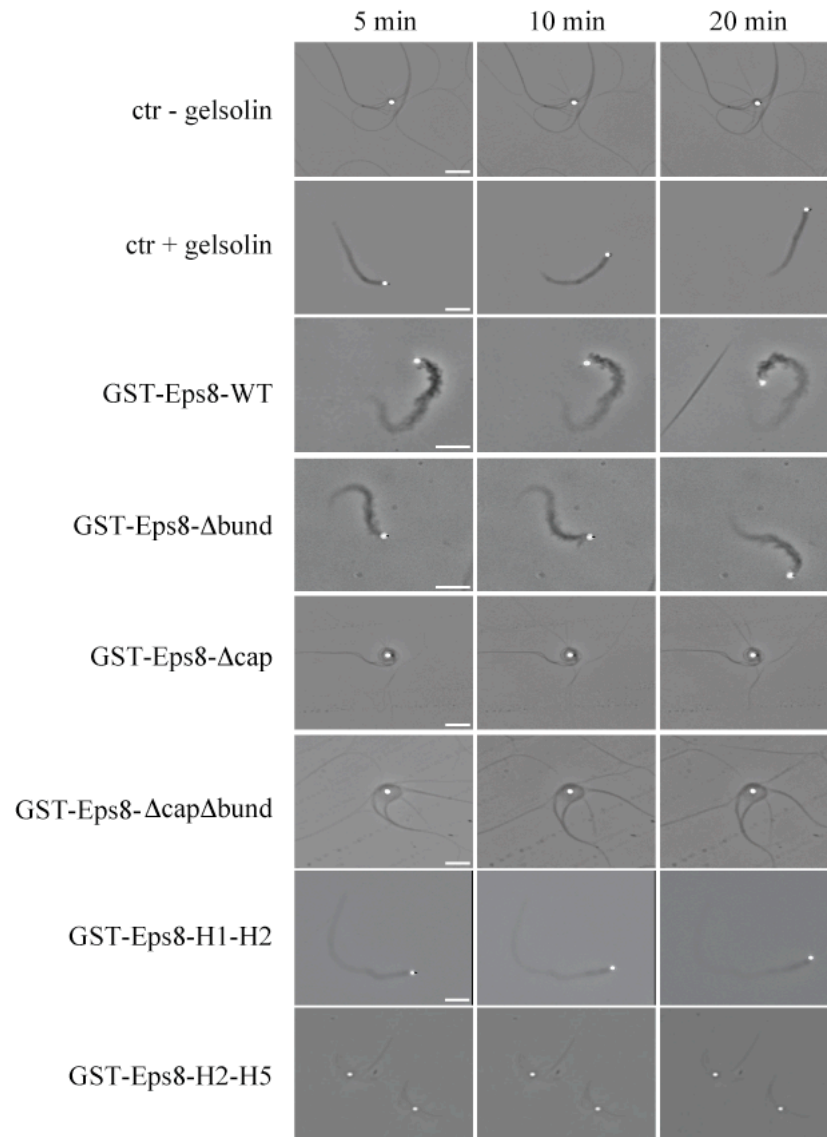 5 min 10 min 20 min
ctr - gelsolin
ctr + gelsolin
GST-Eps8-WT
GST-Eps8-Δbund
GST-Eps8-Δcap
GST-Eps8-ΔcapΔbund
GST-Eps8-H1-H2
GST-Eps8-H2-H5